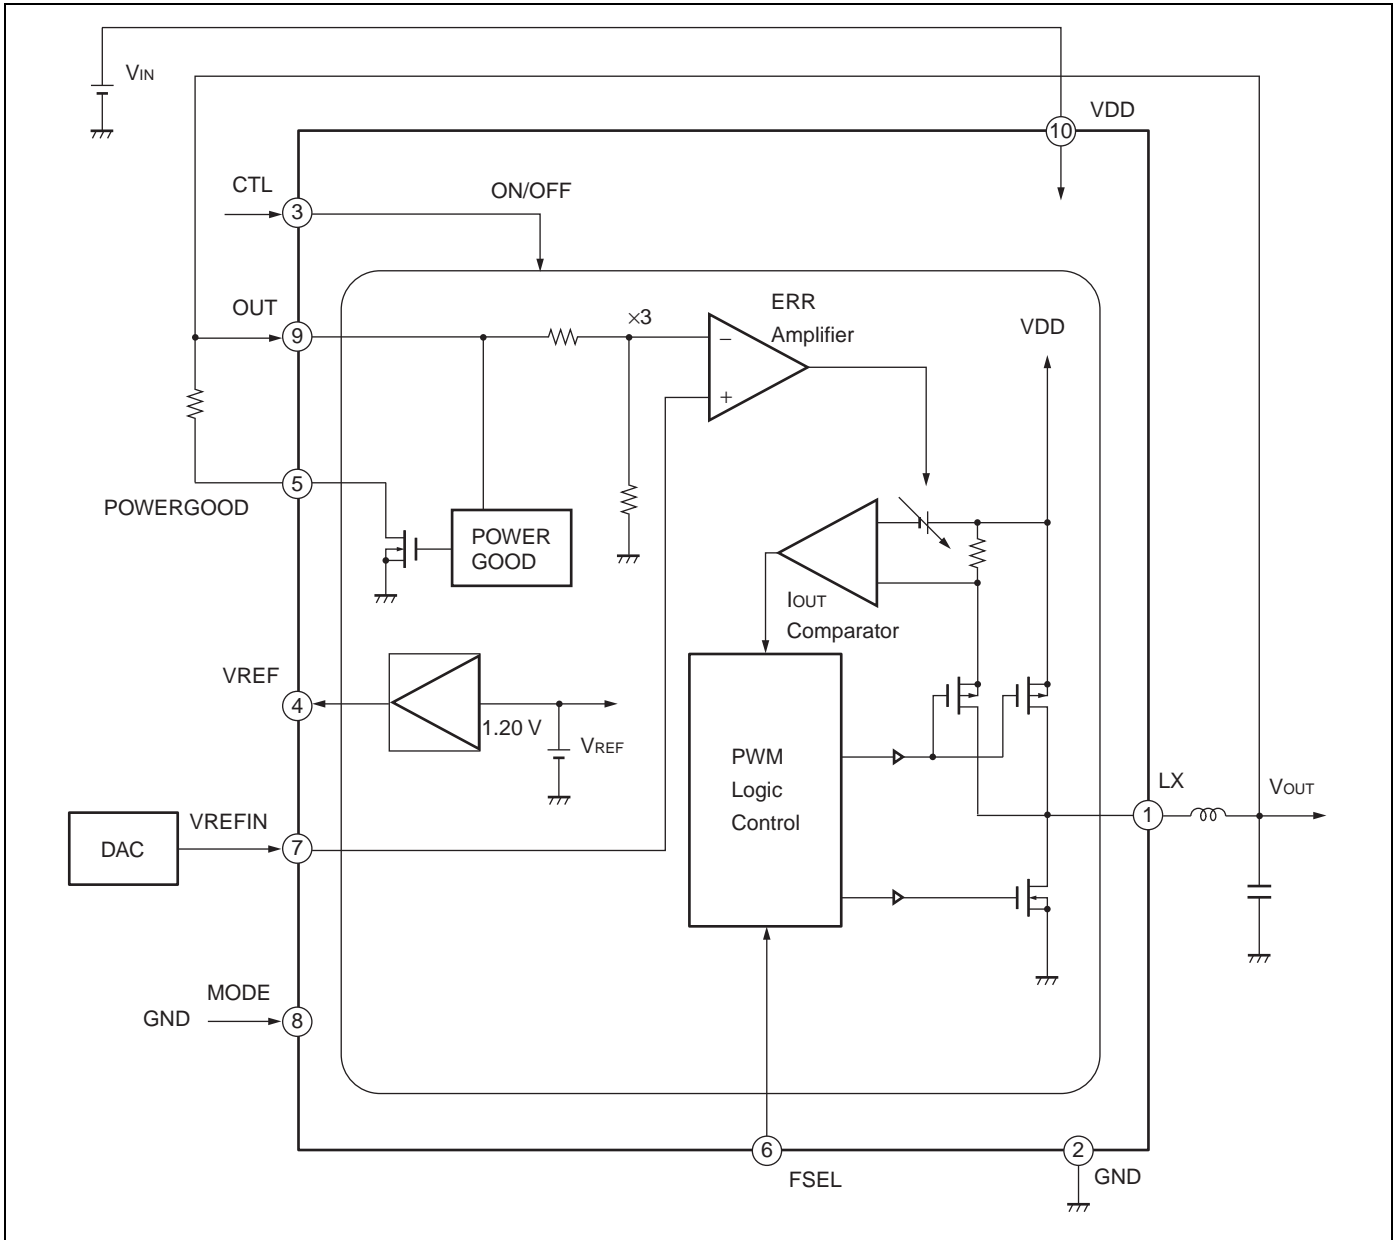 VIN
VDD
10
CTL
3
ON/OFF
OUT
9
×3
ERR
Amplifier
−
+
VDD
5
POWERGOOD
POWER
GOOD
IOUT
Comparator
VREF
4
1.20 V
VREF
PWM
Logic
Control
LX
1
VOUT
DAC
VREFIN
7
MODE
GND
8
6
FSEL
2
GND